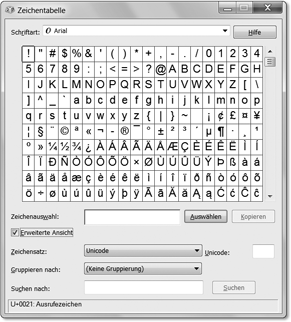 Zeichentabelle
Schriftart: O Arial Hilfe
! " # $ % & ' ( ) * + , - . / 0 1 2 3 4
5 6 7 8 9 : ; < = > ? @ A B C D E F G H
I J K L M N O P Q R S T U V W X Y Z [ \
] ^ _ ` a b c d e f g h i j k l m n o p
q r s t u v w x y z { | } ~ ¡ ¢ £ ¤ ¥
¦ § ¨ © ª « ¬ - ® ¯ ° ± ² ³ ´ µ ¶ · ¸ ¹
º » ¼ ½ ¾ ¿ À Á Â Ã Ä Å Æ Ç È É Ê Ë Ì Í
Î Ï Ð Ñ Ò Ó Ô Õ Ö × Ø Ù Ú Û Ü Ý Þ ß à á
â ã ä å æ ç è é ê ë ì í î ï ð ñ ò ó ô õ
ö ÷ ø ù ú û ü ý þ ÿ Ā ā Ă ă Ą ą Ć ć Ĉ ĉ
Zeichenauswahl: Auswählen Kopieren
Erweiterte Ansicht
Zeichensatz: Unicode Unicode:
Gruppieren nach: (Keine Gruppierung)
Suchen nach: Suchen
U+0021: Ausrufezeichen